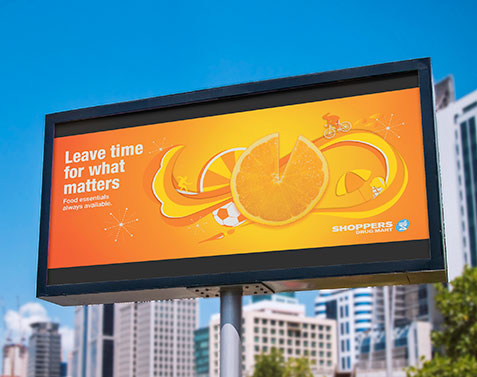 Leave time
for what
matters
Food essentials
always available.
SHOPPERS
DRUG MART